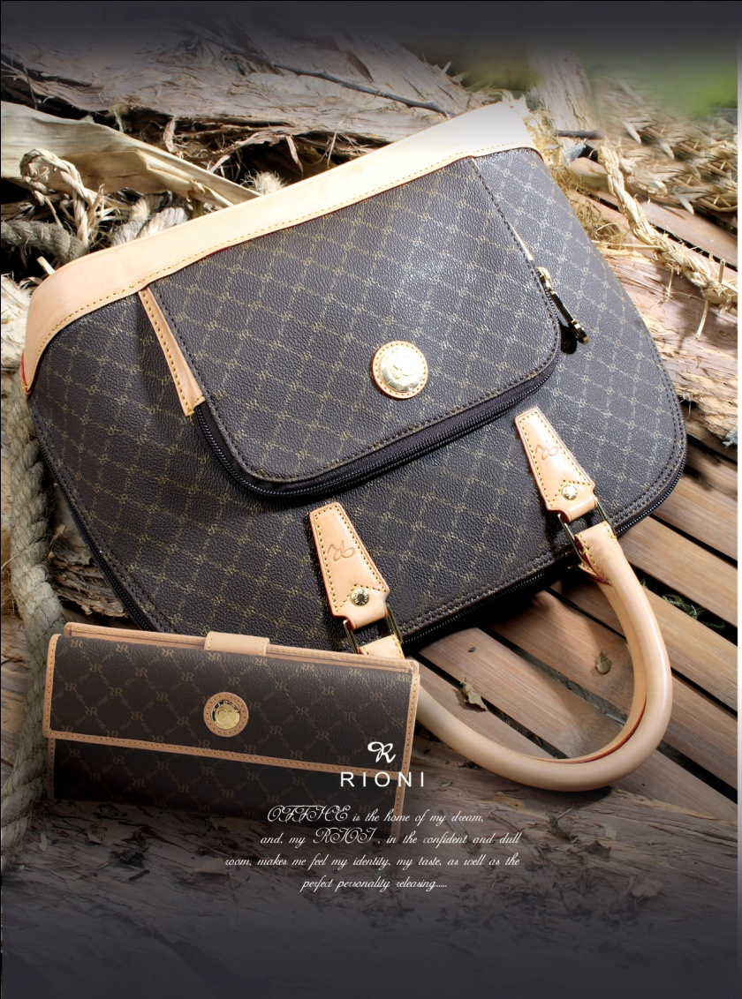 RIONI
OFFICE is the home of my dream,
and, my RIOI , in the confident and dull
room, makes me feel my identity, my taste, as well as the
perfect personality releasing.....